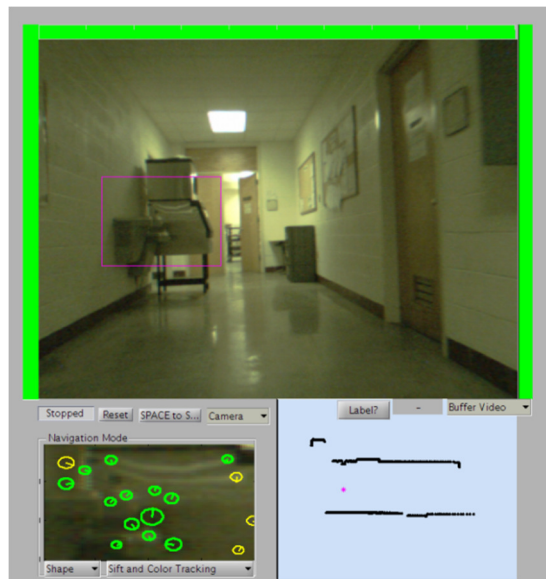 Label?
-
Buffer Video
Stopped
Reset
SPACE to S...
Camera
Navigation Mode
Shape
Sift and Color Tracking